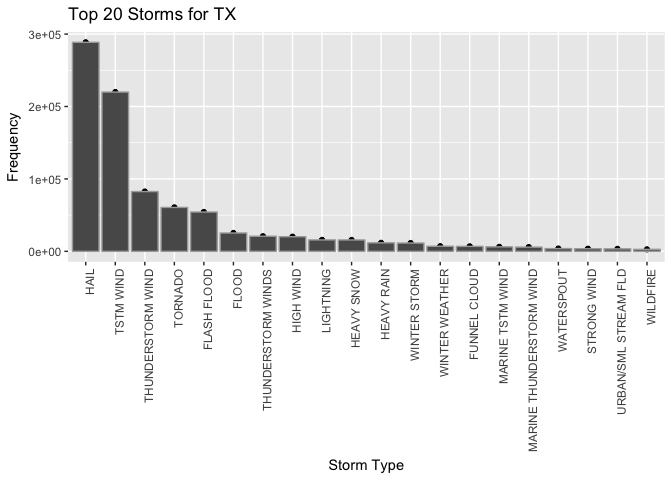 Top 20 Storms for TX
Frequency
3e+05
2e+05
1e+05
0e+00
HAIL
TSTM WIND
THUNDERSTORM WIND
TORNADO
FLASH FLOOD
FLOOD
THUNDERSTORM WINDS
HIGH WIND
LIGHTNING
HEAVY SNOW
HEAVY RAIN
WINTER STORM
WINTER WEATHER
FUNNEL CLOUD
MARINE TSTM WIND
MARINE THUNDERSTORM WIND
WATERSPOUT
STRONG WIND
URBAN/SML STREAM FLD
WILDFIRE
Storm Type